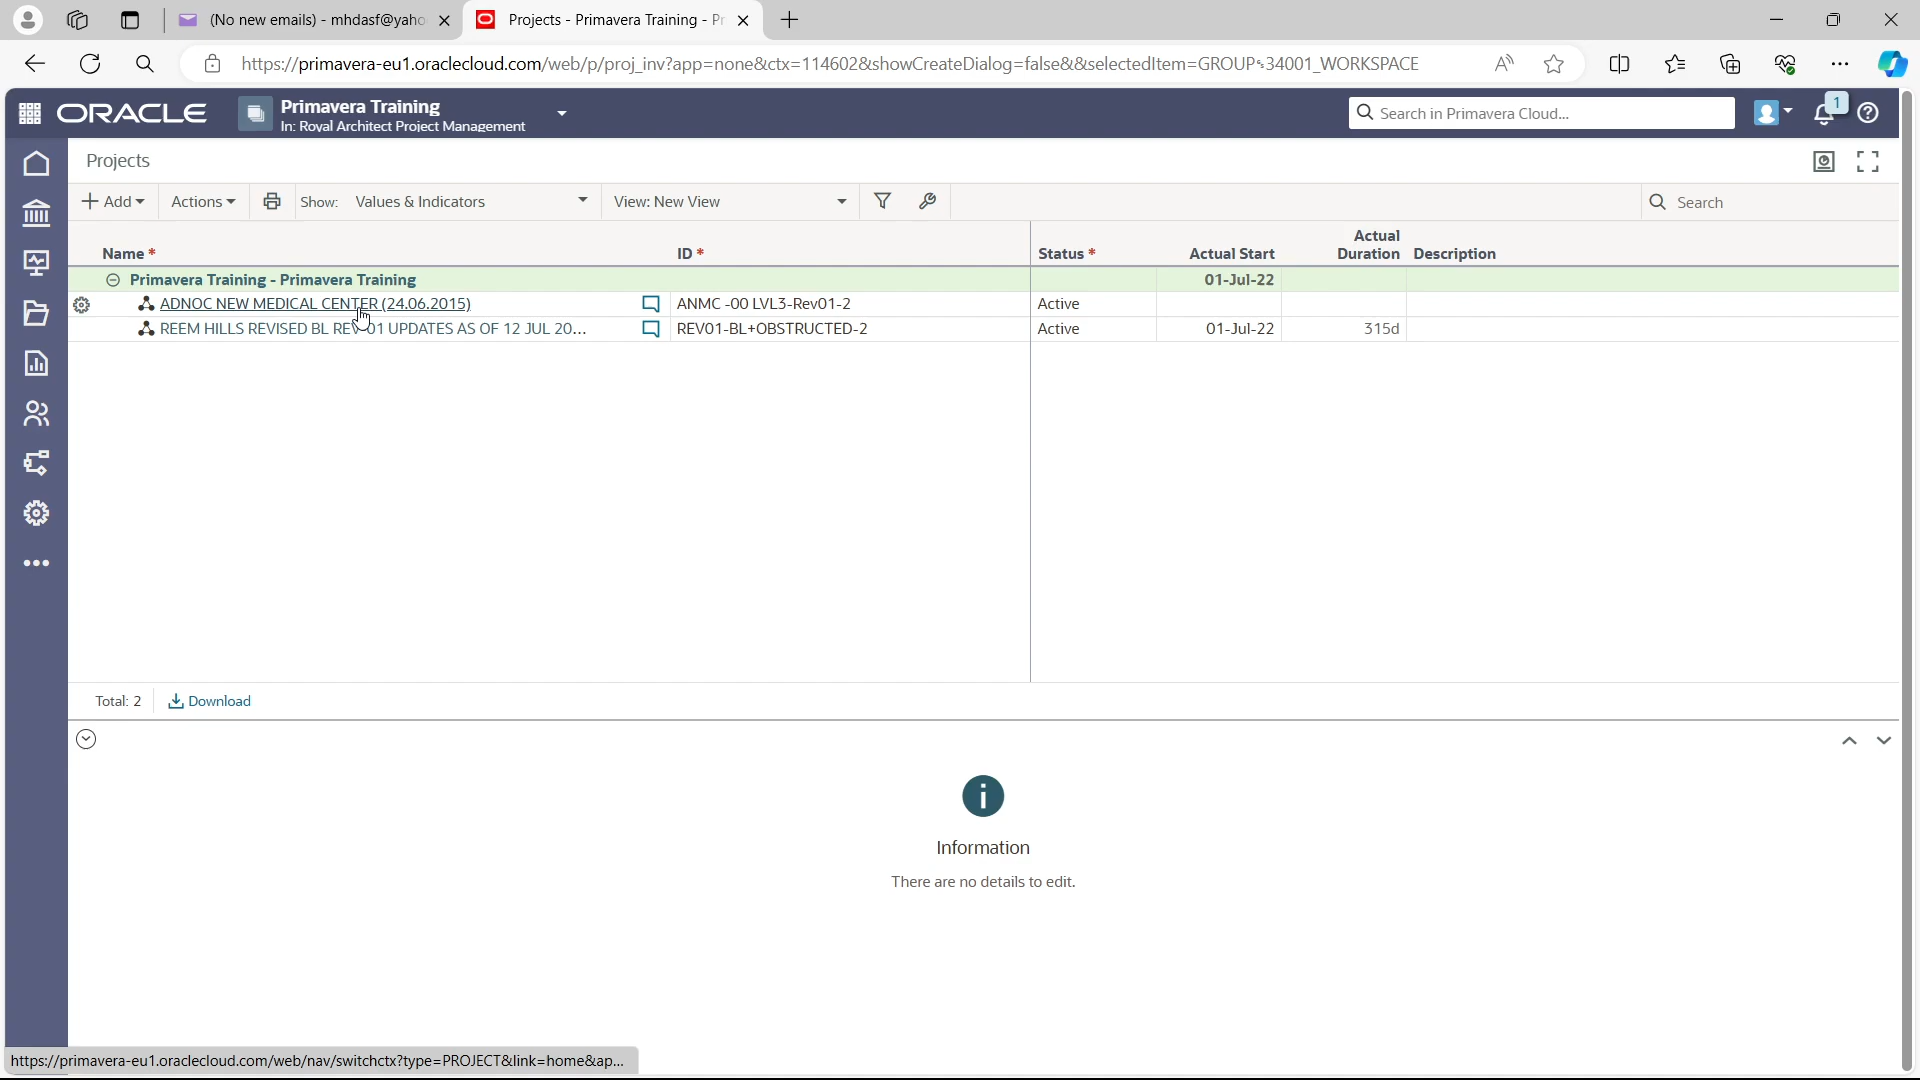 (No new emails) - mhdasf@yaho
Projects - Primavera Training - Pr
https://primavera-eu1.oraclecloud.com/web/p/proj_inv?app=none&ctx=114602&showCreateDialog=false&&selectedItem=GROUP%34001_WORKSPACE
ORACLE
Primavera Training
In: Royal Architect Project Management
Search in Primavera Cloud...
1
Projects
Add
Actions
Show: Values & Indicators
View: New View
Search
Name *
ID *
Status *
Actual Start
Actual
Duration
Description
Primavera Training - Primavera Training
01-Jul-22
ADNOC NEW MEDICAL CENTER (24.06.2015)
ANMC -00 LVL3-Rev01-2
Active
REEM HILLS REVISED BL REV 01 UPDATES AS OF 12 JUL 20...
REV01-BL+OBSTRUCTED-2
Active
01-Jul-22
315d
Total: 2
Download
Information
There are no details to edit.
https://primavera-eu1.oraclecloud.com/web/nav/switchctx?type=PROJECT&link=home&ap...